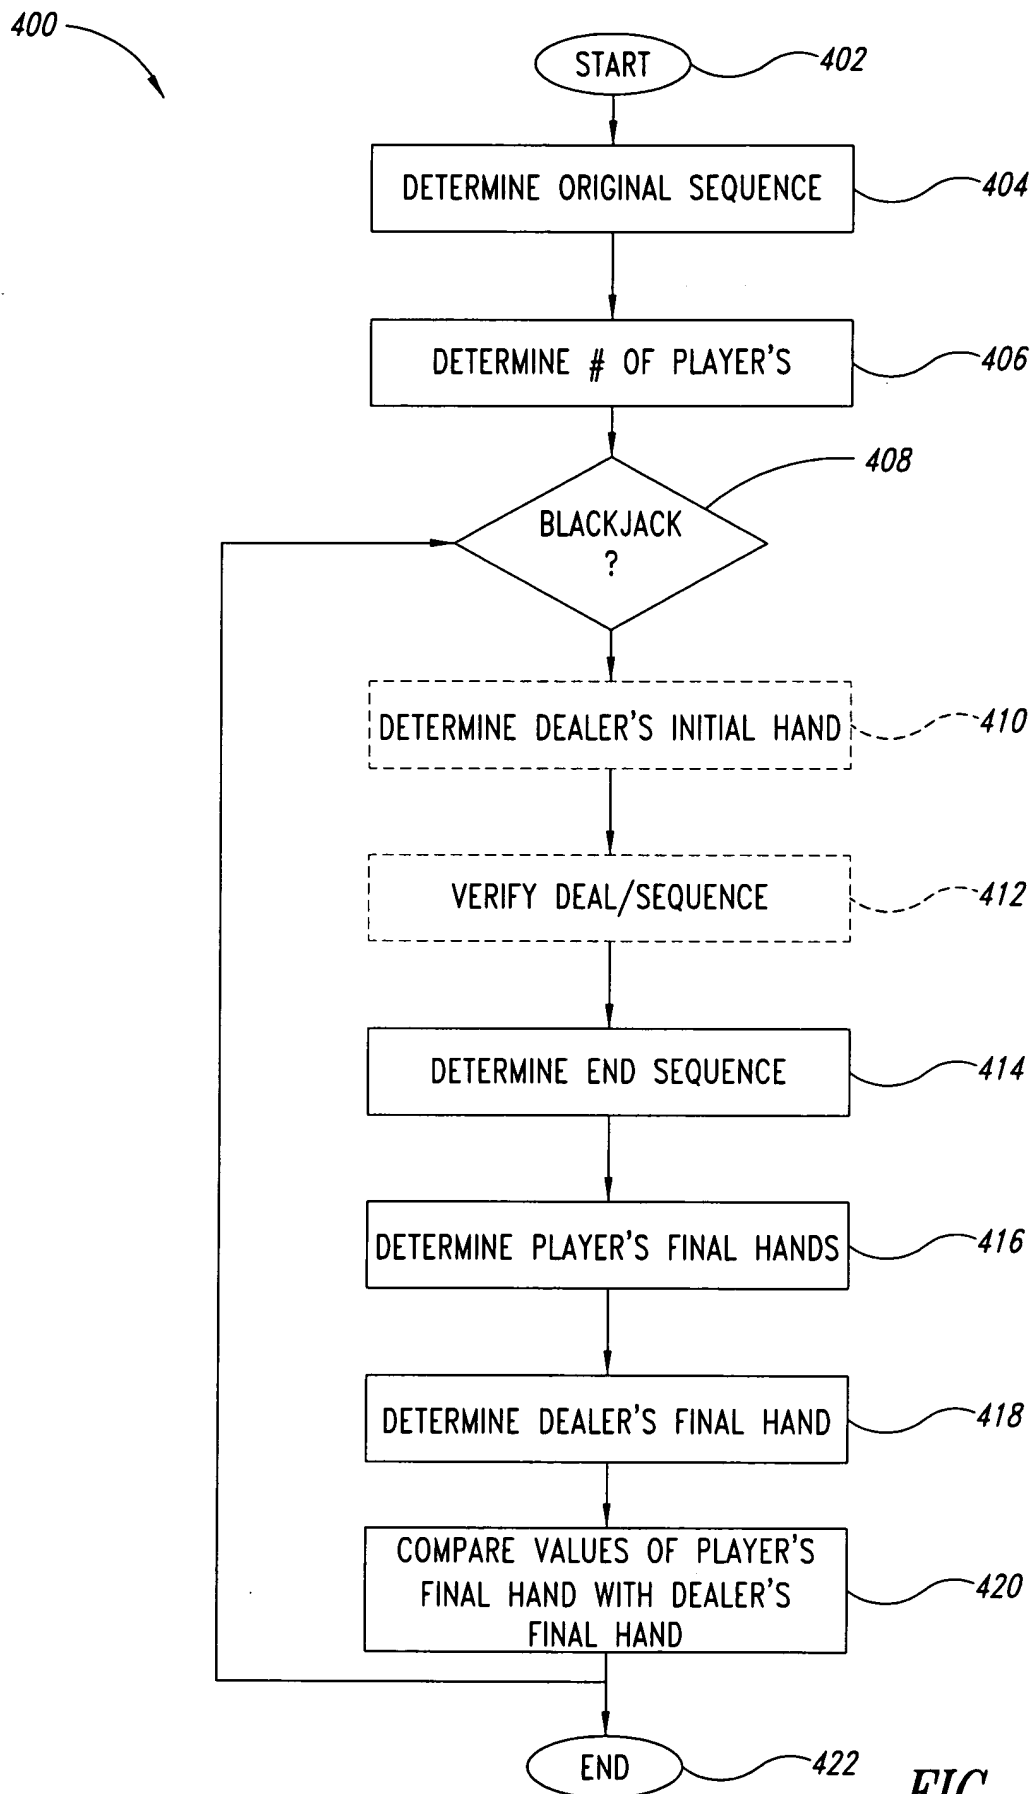 400
START
402
DETERMINE ORIGINAL SEQUENCE
404
DETERMINE # OF PLAYER'S
406
408
BLACKJACK
?
DETERMINE DEALER'S INITIAL HAND
410
VERIFY DEAL/SEQUENCE
412
DETERMINE END SEQUENCE
414
DETERMINE PLAYER'S FINAL HANDS
416
DETERMINE DEALER'S FINAL HAND
418
COMPARE VALUES OF PLAYER'S
FINAL HAND WITH DEALER'S
FINAL HAND
420
END
422
FIG